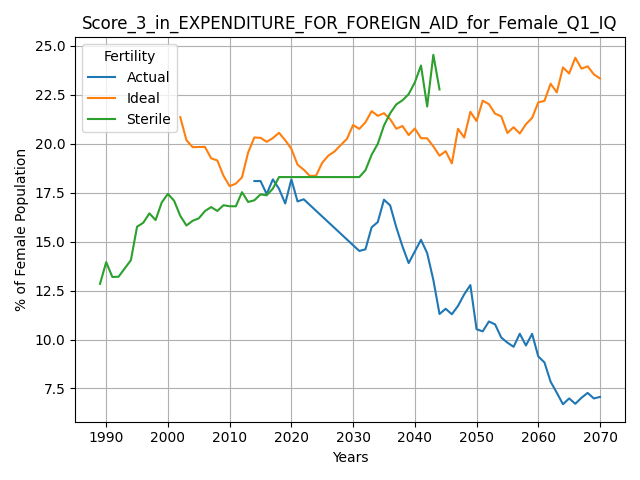 Score_3_in_EXPENDITURE_FOR_FOREIGN_AID_for_Female_Q1_IQ
Fertility
Actual
Ideal
Sterile
% of Female Population
25.0
22.5
20.0
17.5
15.0
12.5
10.0
7.5
1990 2000 2010 2020 2030 2040 2050 2060 2070
Years